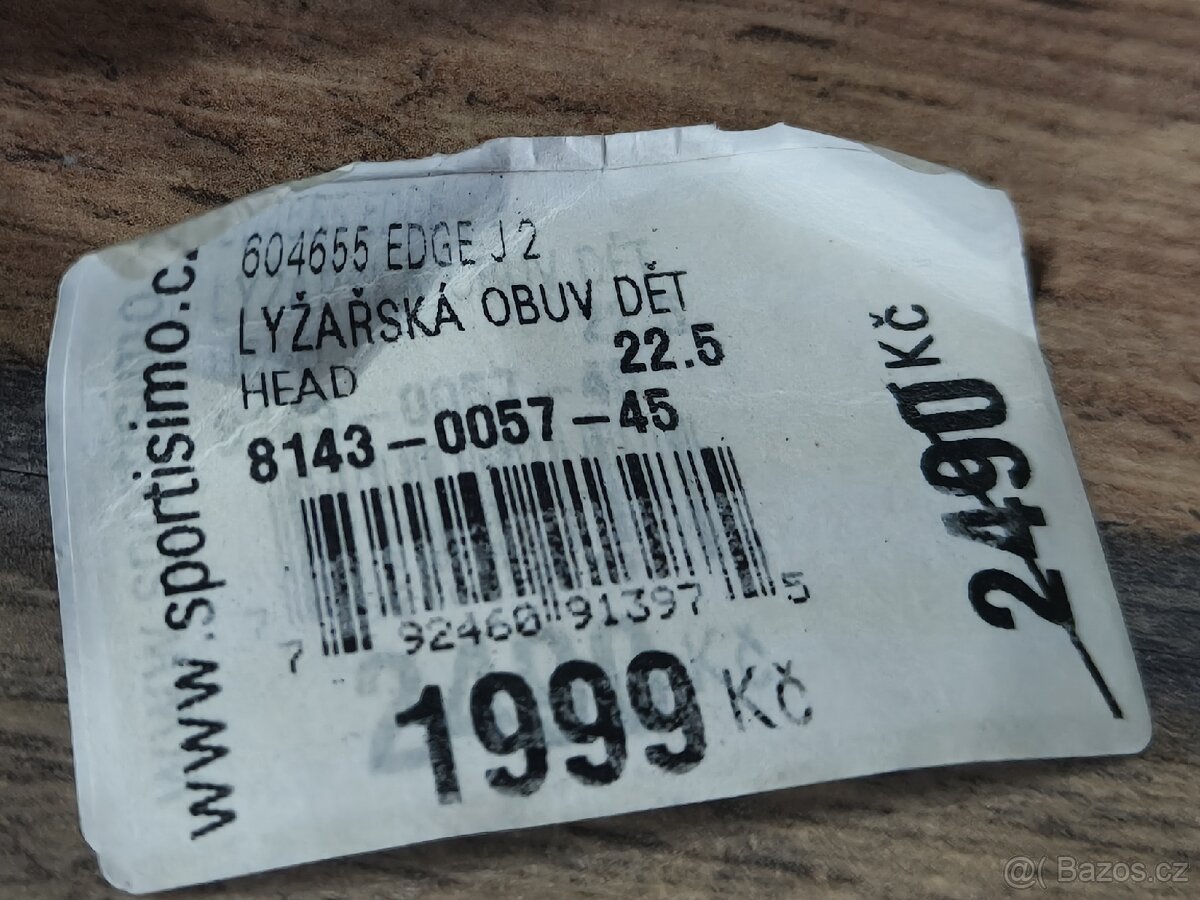 www.sportisimo.c
604655 EDGE J 2
LYŽAŘSKÁ OBUV DĚT
HEAD 22.5
8143-0057-45
7 92460 91397 5
1999 Kč
2490 Kč
@( Bazos.cz